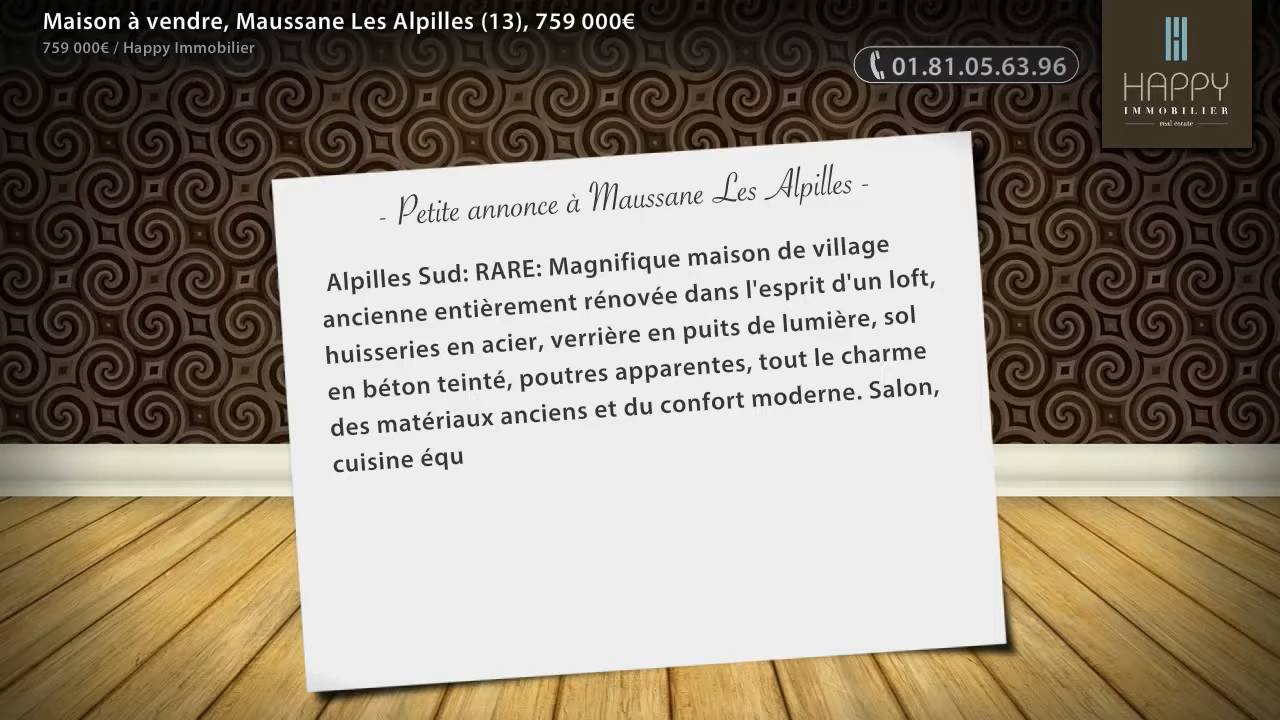 Maison à vendre, Maussane Les Alpilles (13), 759 000€
759 000€ / Happy Immobilier
01.81.05.63.96
HAPPY
IMMOBILIER
real estate
- Petite annonce à Maussane Les Alpilles -
Alpilles Sud: RARE: Magnifique maison de village
ancienne entièrement rénovée dans l'esprit d'un loft,
huisseries en acier, verrière en puits de lumière, sol
en béton teinté, poutres apparentes, tout le charme
des matériaux anciens et du confort moderne. Salon,
cuisine équ